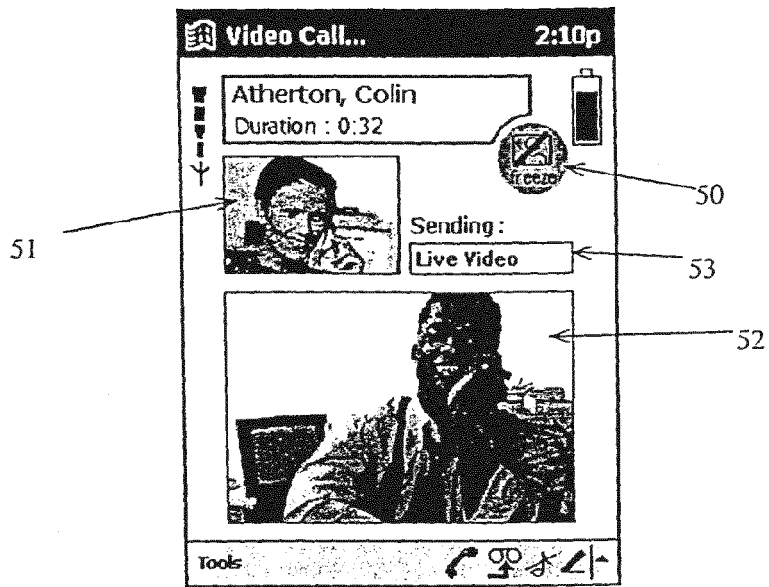 Video Call... 2:10p
Atherton, Colin
Duration : 0:32
freeze
50
Sending :
Live Video
51
53
52
Tools